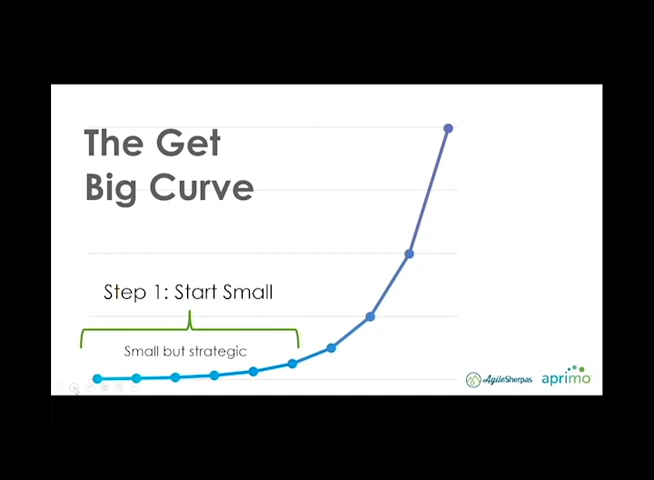 The Get
Big Curve
Step 1: Start Small
Small but strategic
AgileSherpas
aprimo